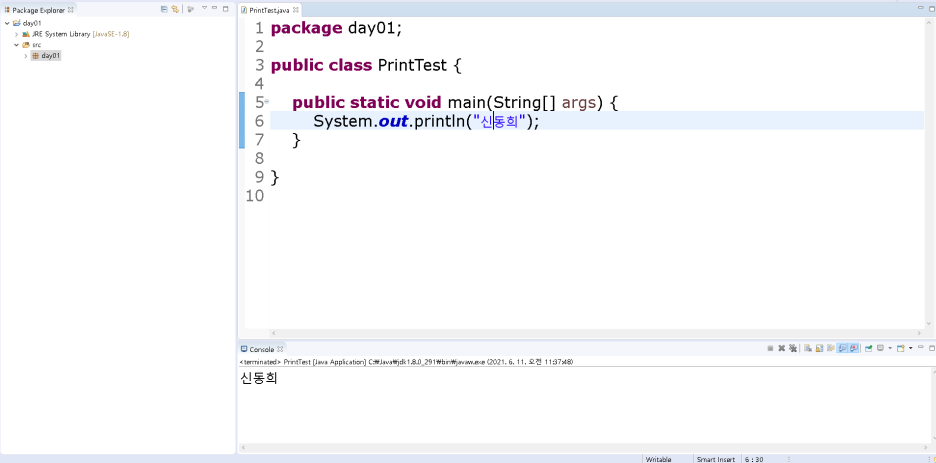 Package Explorer
day01
JRE System Library [JavaSE-1.8]
src
day01
PrintTest.java
1 package day01;
2
3 public class PrintTest {
4
5 public static void main(String[] args) {
6 System.out.println("신동희");
7 }
8
9 }
10
Console
<terminated> PrintTest [Java Application] C:₩Java₩jdk1.8.0_291₩bin₩javaw.exe (2021. 6. 11. 오전 11:37:48)
신동희
Writable Smart Insert 6 : 30